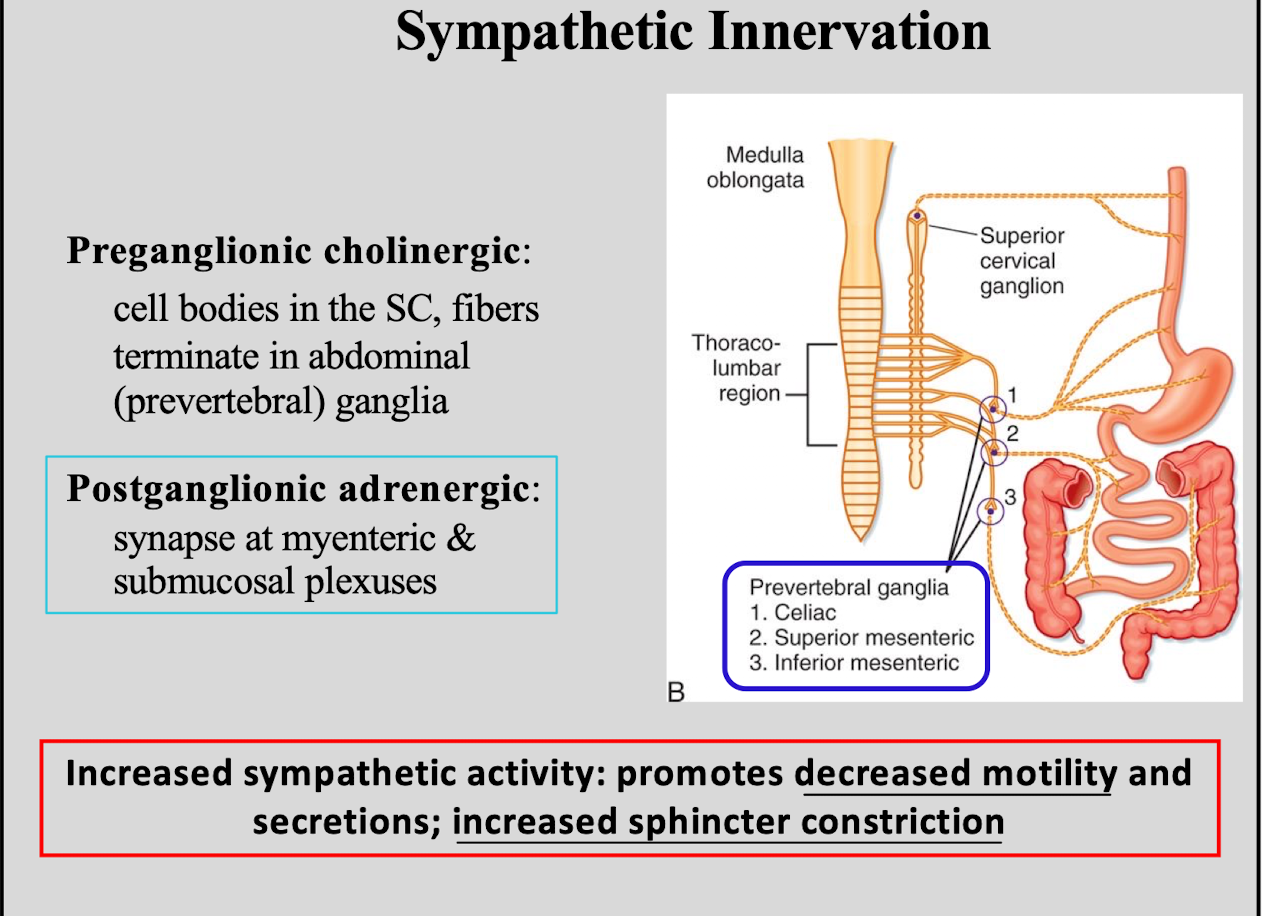 Sympathetic Innervation
Preganglionic cholinergic:
cell bodies in the SC, fibers
terminate in abdominal
(prevertebral) ganglia
Postganglionic adrenergic:
synapse at myenteric &
submucosal plexuses
Medulla
oblongata
Superior
cervical
ganglion
Thoraco-
lumbar
region
1
2
3
Prevertebral ganglia
1. Celiac
2. Superior mesenteric
3. Inferior mesenteric
B
Increased sympathetic activity: promotes decreased motility and
secretions; increased sphincter constriction